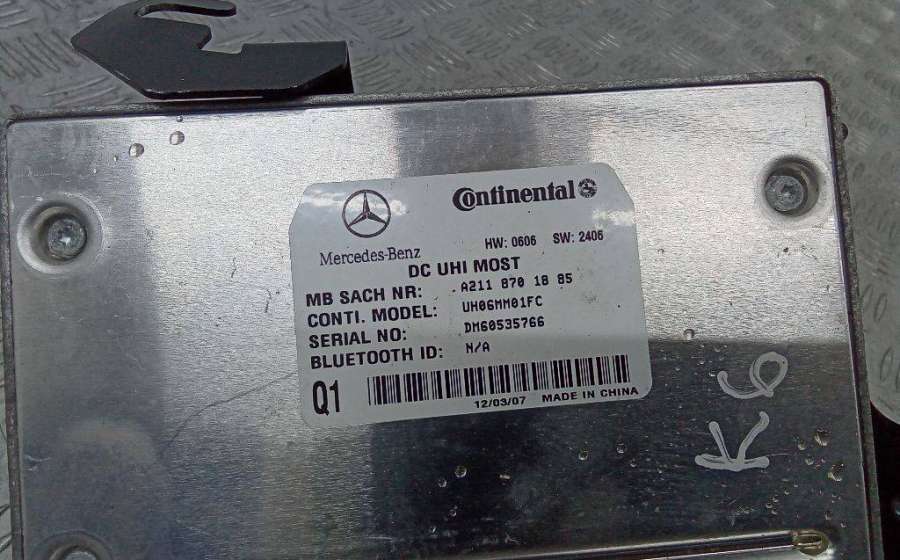 Continental
Mercedes-Benz
HW: 0606 SW: 2406
DC UHI MOST
MB SACH NR: A211 870 18 85
CONTI. MODEL: UH06MM01FC
SERIAL NO: DM60535766
BLUETOOTH ID: N/A
Q1
12/03/07 MADE IN CHINA